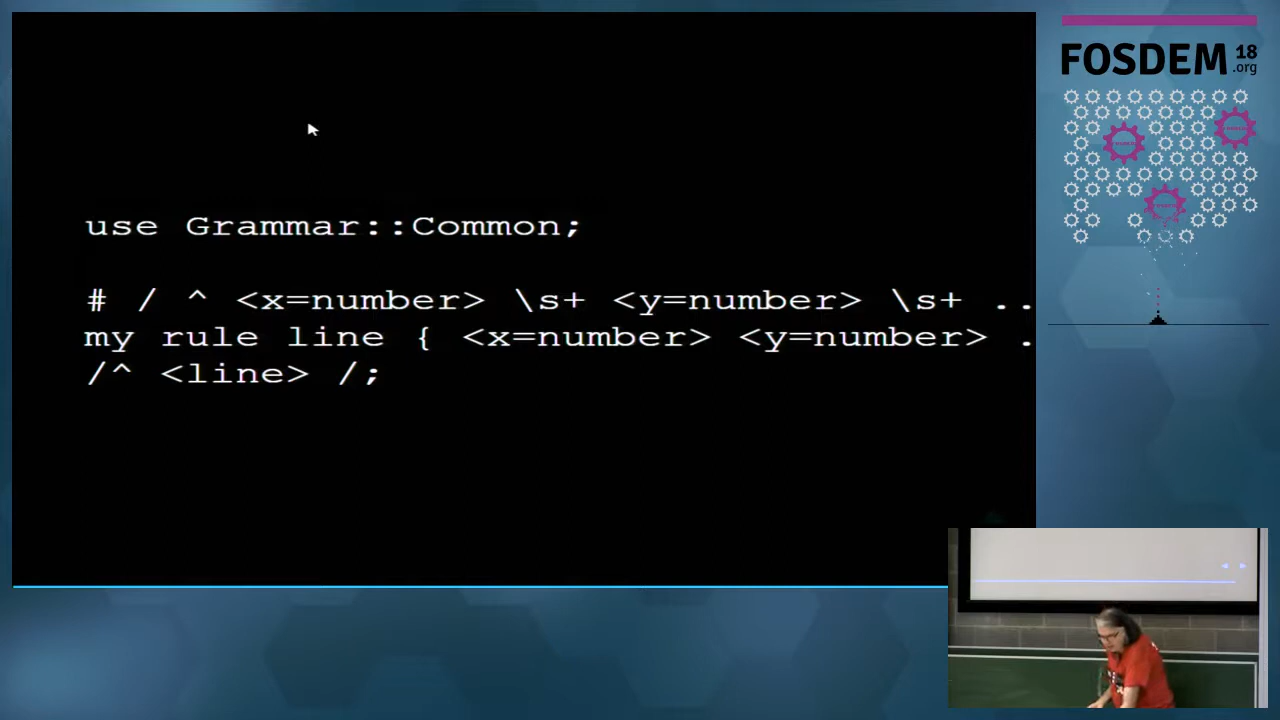 use Grammar::Common;
# / ^ <x=number> \s+ <y=number> \s+ ..
my rule line { <x=number> <y=number> .
/^ <line> /;
FOSDEM 18
.org